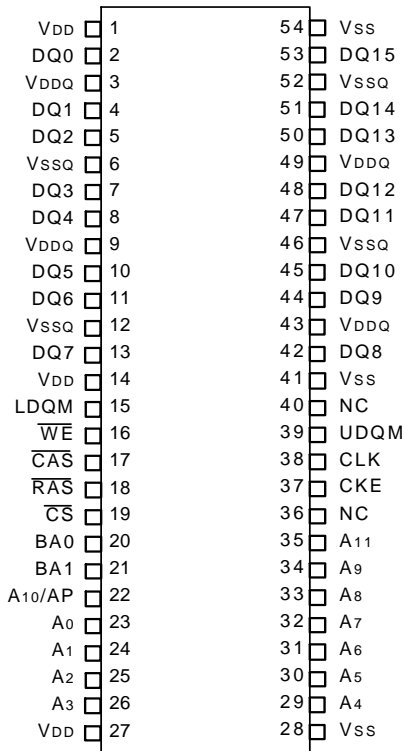 VDD 1 54 VSS
DQ0 2 53 DQ15
VDDQ 3 52 VSSQ
DQ1 4 51 DQ14
DQ2 5 50 DQ13
VSSQ 6 49 VDDQ
DQ3 7 48 DQ12
DQ4 8 47 DQ11
VDDQ 9 46 VSSQ
DQ5 10 45 DQ10
DQ6 11 44 DQ9
VSSQ 12 43 VDDQ
DQ7 13 42 DQ8
VDD 14 41 VSS
LDQM 15 40 NC
W̅E̅ 16 39 UDQM
C̅A̅S̅ 17 38 CLK
R̅A̅S̅ 18 37 CKE
C̅S̅ 19 36 NC
BA0 20 35 A11
BA1 21 34 A9
A10/AP 22 33 A8
A0 23 32 A7
A1 24 31 A6
A2 25 30 A5
A3 26 29 A4
VDD 27 28 VSS